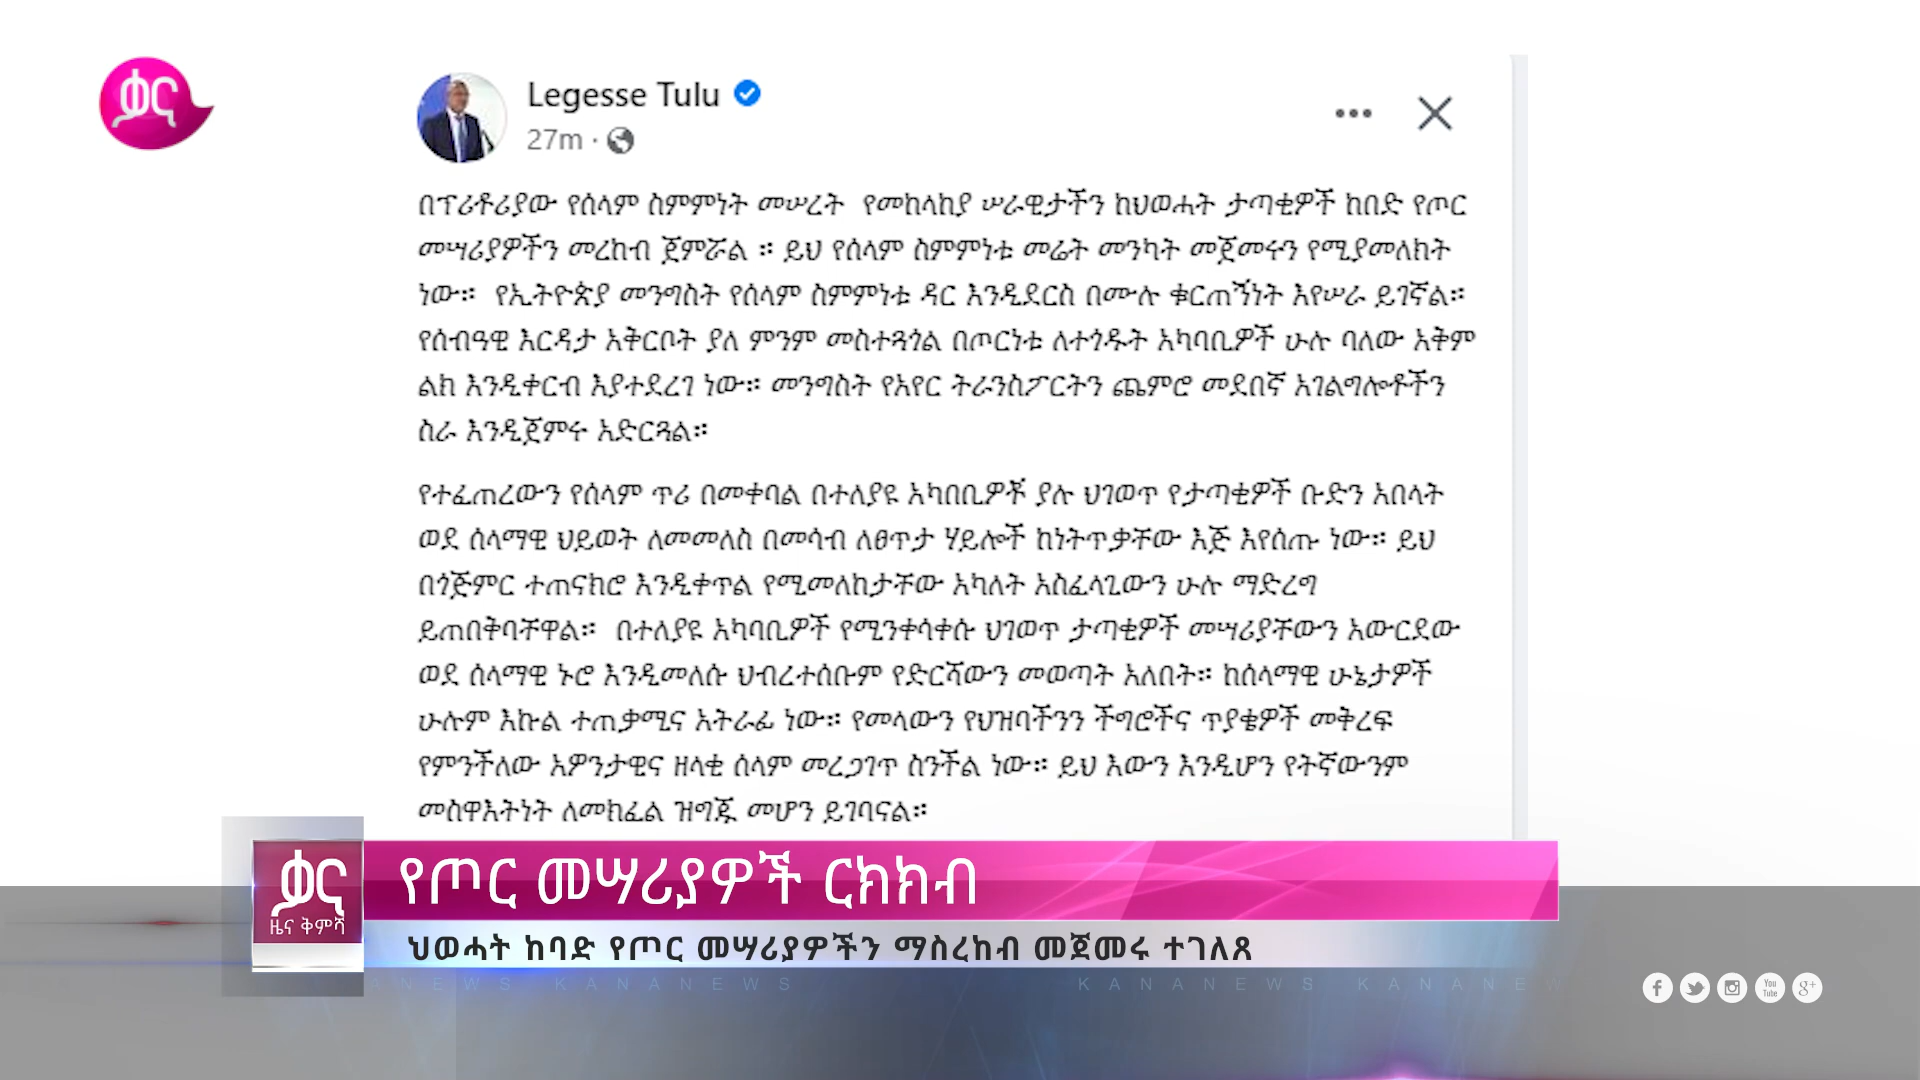 ቃና
Legesse Tulu
27m ·
በፕሪቶሪያው የሰላም ስምምነት መሠረት የመከላከያ ሠራዊታችን ከህወሓት ታጣቂዎች ከበድ የጦር
መሣሪያዎችን መረከብ ጀምሯል ። ይህ የሰላም ስምምነቱ መሬት መንካት መጀመሩን የሚያመለክት
ነው። የኢትዮጵያ መንግስት የሰላም ስምምነቱ ዳር እንዲደርስ በሙሉ ቁርጠኝነት እየሠራ ይገኛል።
የሰብዓዊ እርዳታ አቅርቦት ያለ ምንም መስተጓጎል በጦርነቱ ለተጎዱት አካባቢዎች ሁሉ ባለው አቅም
ልክ እንዲቀርብ እያተደረገ ነው። መንግስት የአየር ትራንስፖርትን ጨምሮ መደበኛ አገልግሎቶችን
ስራ እንዲጀምሩ አድርጓል።
የተፈጠረውን የሰላም ጥሪ በመቀባል በተለያዩ አካበቢዎቾ ያሉ ህገወጥ የታጣቂዎች ቡድን አበላት
ወደ ሰላማዊ ህይወት ለመመለስ በመሳብ ለፀጥታ ሃይሎች ከነትጥቃቸው እጅ እየሰጡ ነው። ይህ
በጎጅምር ተጠናክሮ እንዲቀጥል የሚመለከታቸው አካለት አስፈላጊውን ሁሉ ማድረግ
ይጠበቅባቸዋል። በተለያዩ አካባቢዎች የሚንቀሳቀሱ ህገወጥ ታጣቂዎች መሣሪያቸውን አውርደው
ወደ ሰላማዊ ኑሮ እንዲመለሱ ህብረተሰቡም የድርሻውን መወጣት አለበት። ከሰላማዊ ሁኔታዎች
ሁሉም እኩል ተጠቃሚና አትራፊ ነው። የመላውን የህዝባችንን ችግሮችና ጥያቄዎች መቅረፍ
የምንችለው አዎንታዊና ዘላቂ ሰላም መረጋገጥ ስንችል ነው። ይህ እውን እንዲሆን የትኛውንም
መስዋእትነት ለመክፈል ዝግጁ መሆን ይገባናል።
ቃና
ዜና ቅምሻ
የጦር መሣሪያዎች ርክክብ
ህወሓት ከባድ የጦር መሣሪያዎችን ማስረከብ መጀመሩ ተገለጸ
ANEWS KANANEWS KANANEWS KANANEW
f You Tube g+